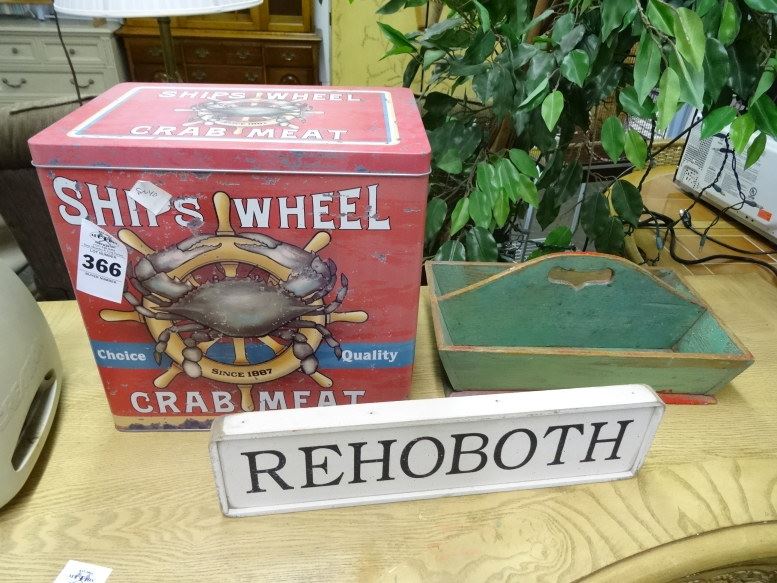 SHIPS WHEEL
CRAB MEAT
SHIPS WHEEL
366
Choice Quality
SINCE 1887
CRAB MEAT
REHOBOTH